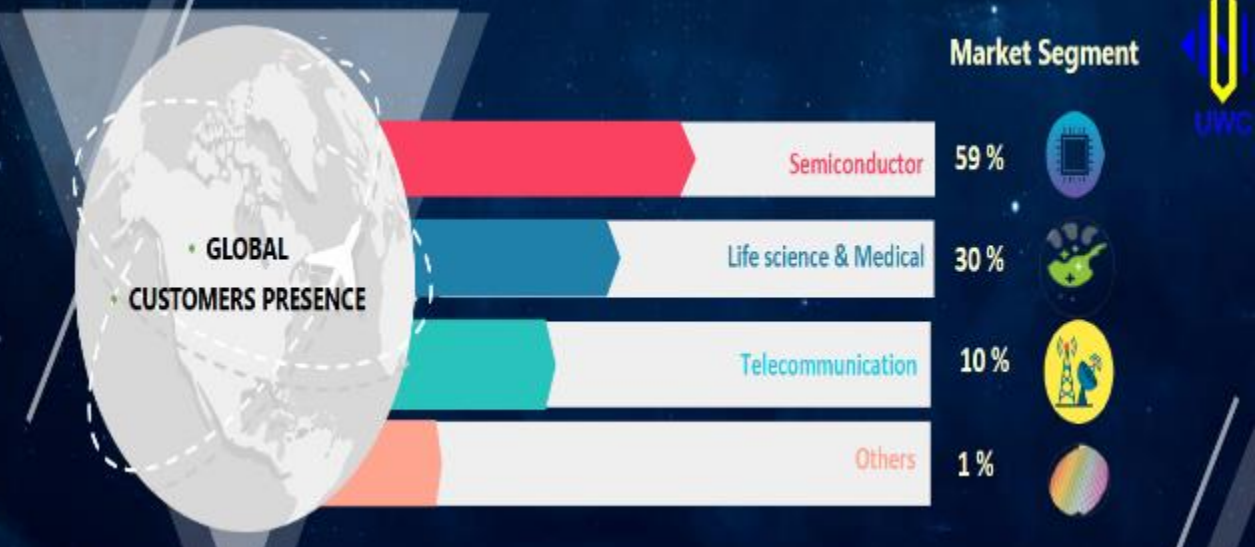 Market Segment
UWC
Semiconductor 59 %
• GLOBAL
Life science & Medical 30 %
• CUSTOMERS PRESENCE
Telecommunication 10 %
Others 1 %